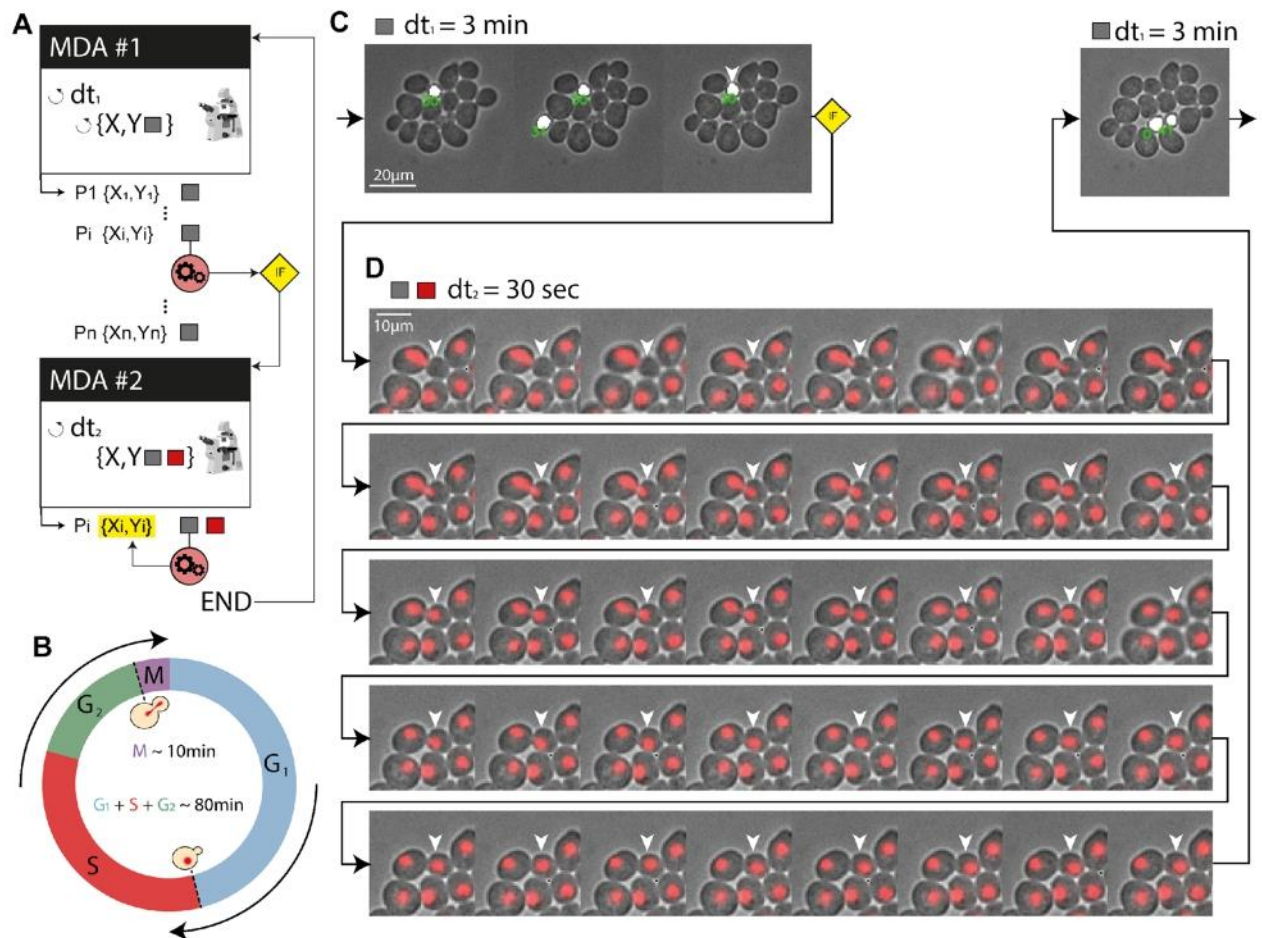 A
MDA #1
dt₁
{X,Y }
P1 {X₁,Y₁}
Pi {Xi,Yi}
IF
Pn {Xn,Yn}
MDA #2
dt₂
{X,Y }
Pi {Xi,Yi}
END
B
M
G₂
G₁
S
M ~ 10min
G₁ + S + G₂ ~ 80min
C
dt₁ = 3 min
20µm
IF
dt₁ = 3 min
D
dt₂ = 30 sec
10µm